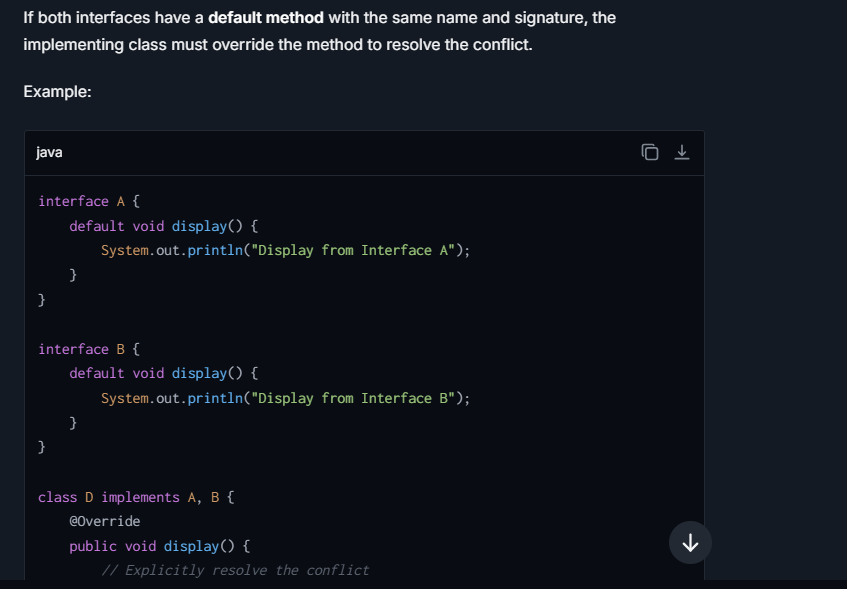 If both interfaces have a default method with the same name and signature, the
implementing class must override the method to resolve the conflict.
Example:
java
interface A {
    default void display() {
        System.out.println("Display from Interface A");
    }
}
interface B {
    default void display() {
        System.out.println("Display from Interface B");
    }
}
class D implements A, B {
    @Override
    public void display() {
        // Explicitly resolve the conflict